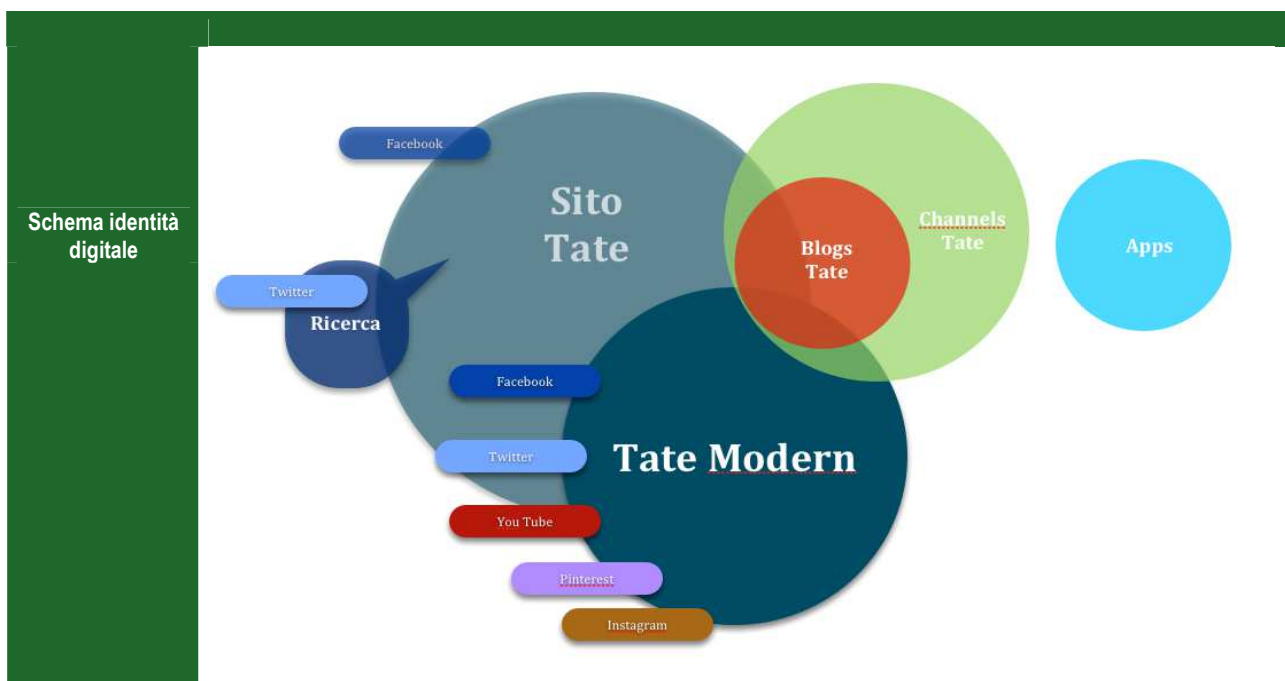 Schema identità
digitale
Facebook
Sito
Tate
Channels
Tate
Blogs
Tate
Apps
Twitter
Ricerca
Facebook
Tate Modern
Twitter
You Tube
Pinterest
Instagram